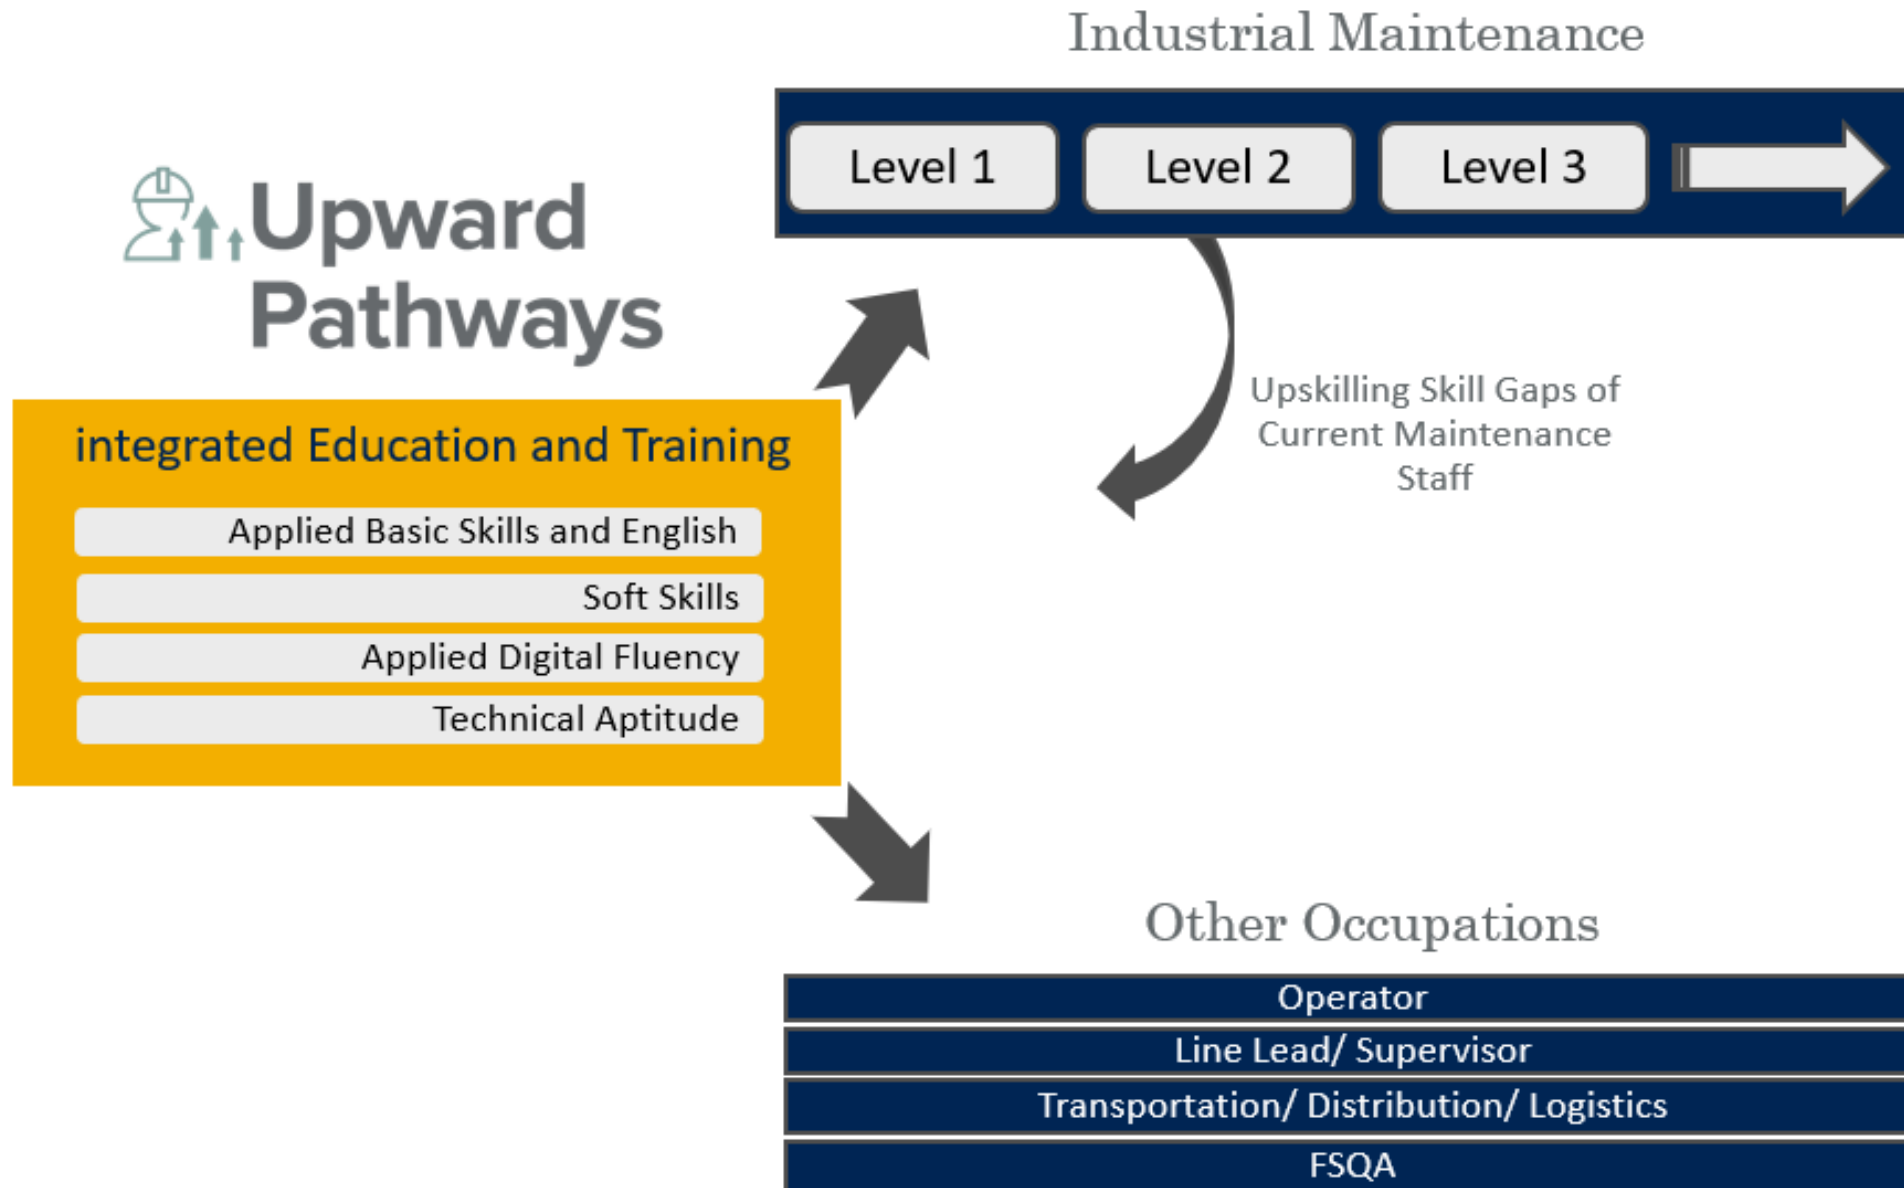 Industrial Maintenance
Level 1
Level 2
Level 3
Upward
Pathways
Upskilling Skill Gaps of
Current Maintenance
Staff
integrated Education and Training
Applied Basic Skills and English
Soft Skills
Applied Digital Fluency
Technical Aptitude
Other Occupations
Operator
Line Lead/ Supervisor
Transportation/ Distribution/ Logistics
FSQA